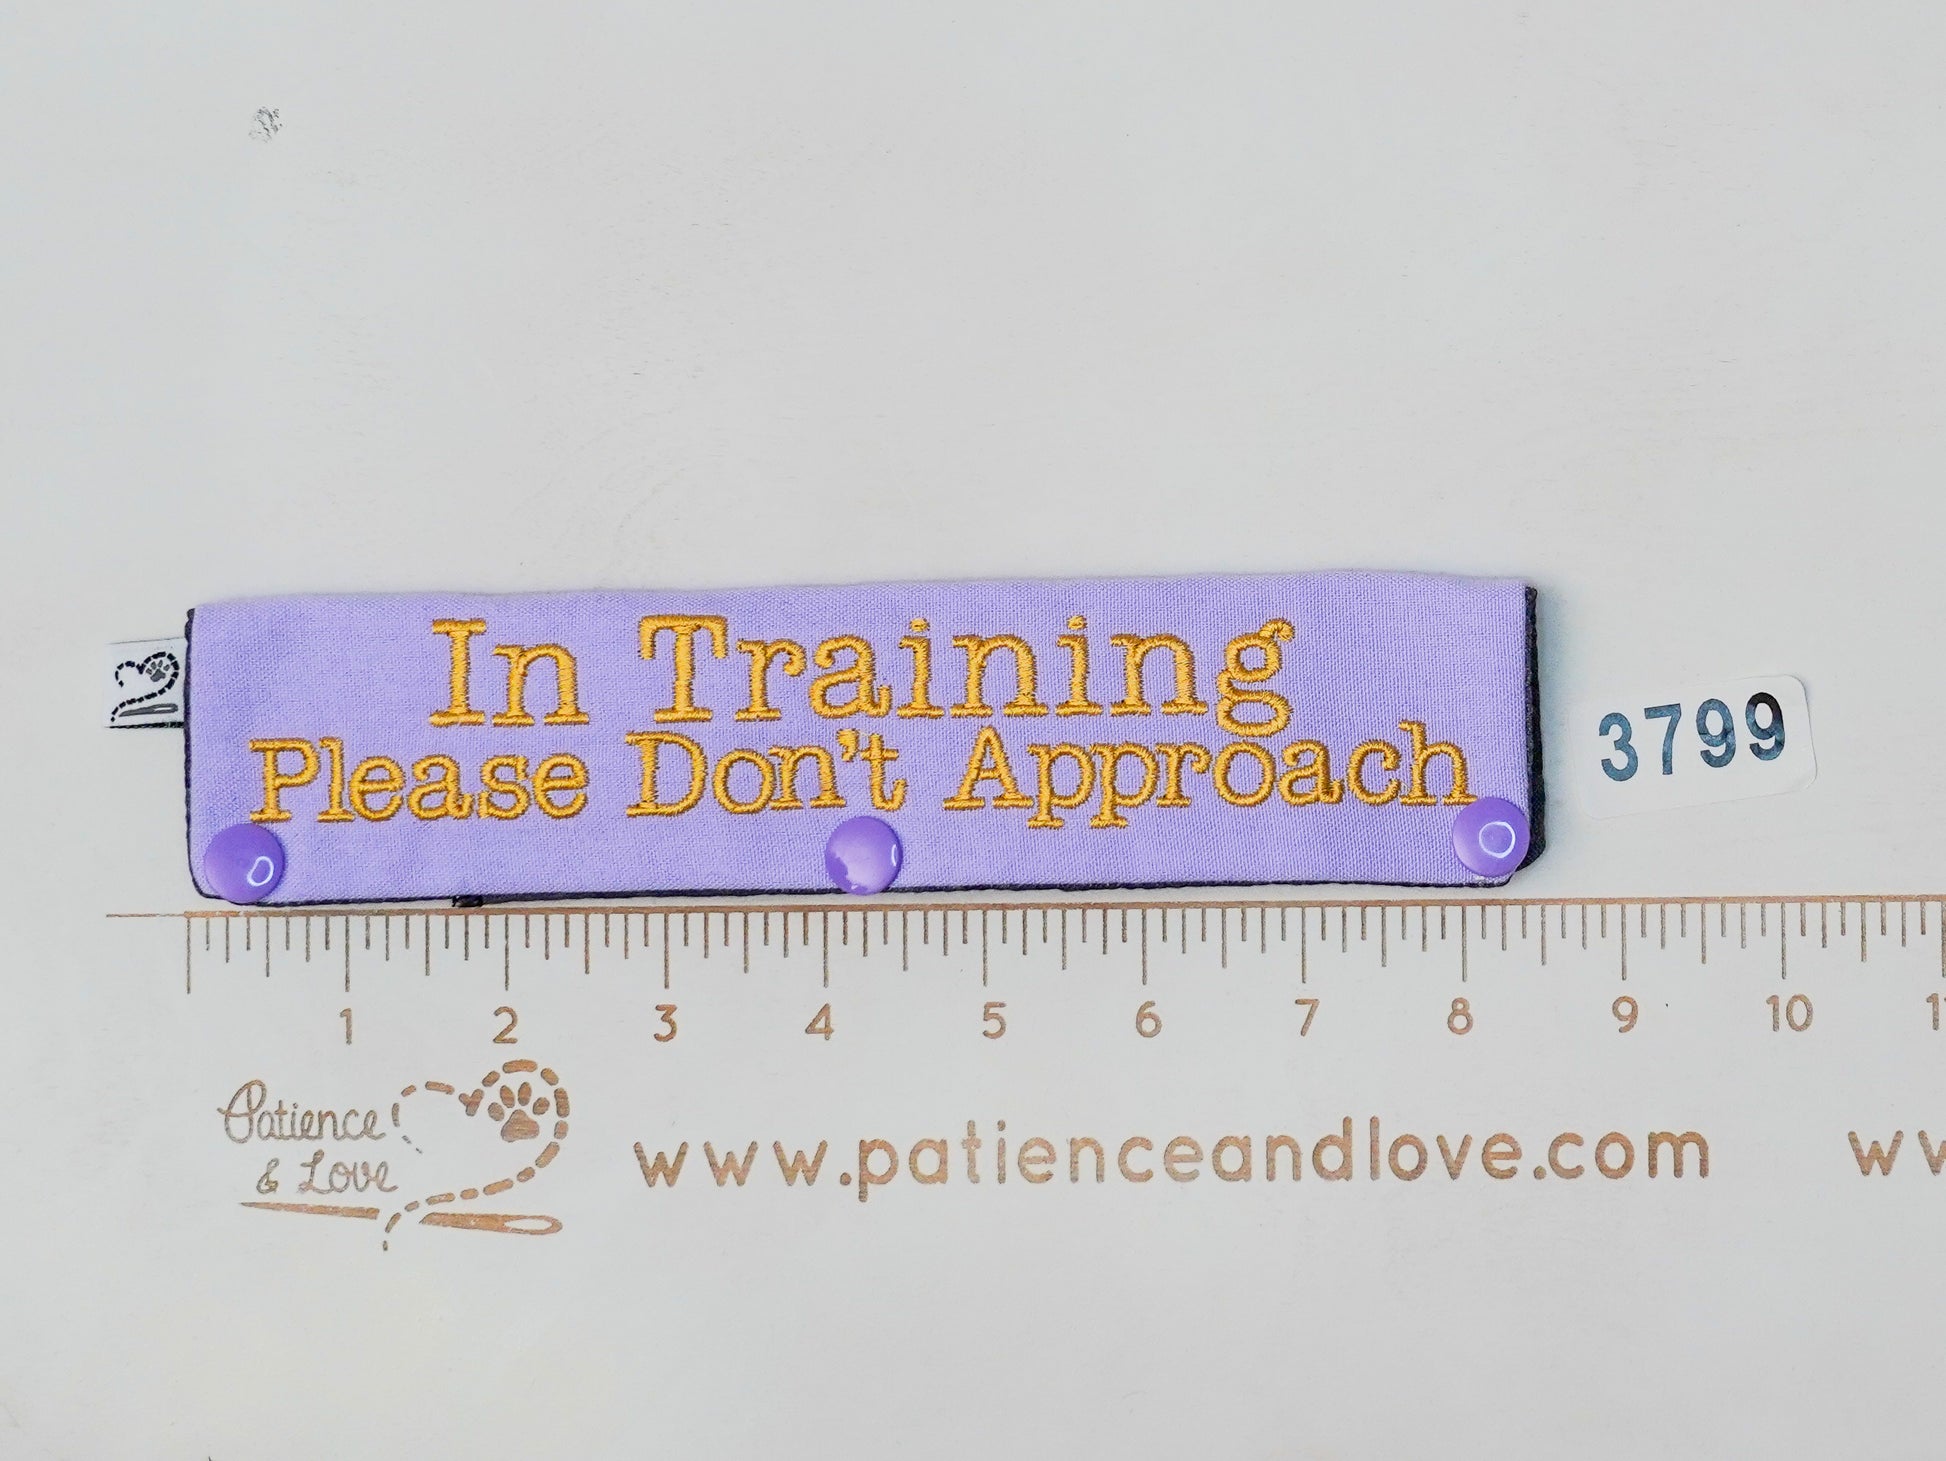 In Training
Please Don't Approach
3799
1 2 3 4 5 6 7 8 9 10
Patience
& Love
www.patienceandlove.com